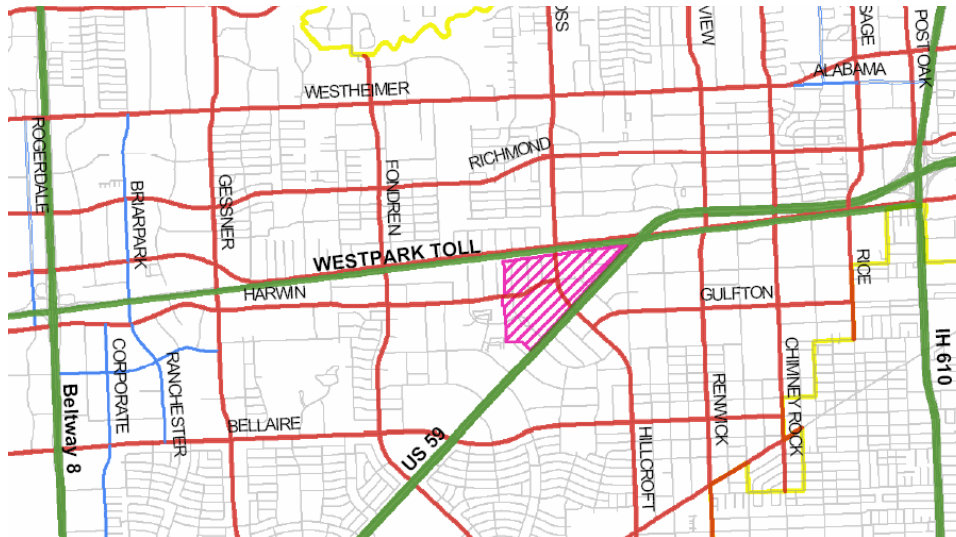 OSS
VIEW
SAGE
POST OAK
ALABAMA
WESTHEIMER
ROGERDALE
BRIARPARK
GESSNER
FONDREN
RICHMOND
WESTPARK TOLL
HARWIN
GULFTON
RICE
IH 610
CORPORATE
RANCHESTER
CHIMNEY ROCK
RENWICK
Beltway 8
BELLAIRE
US 59
HILLCROFT